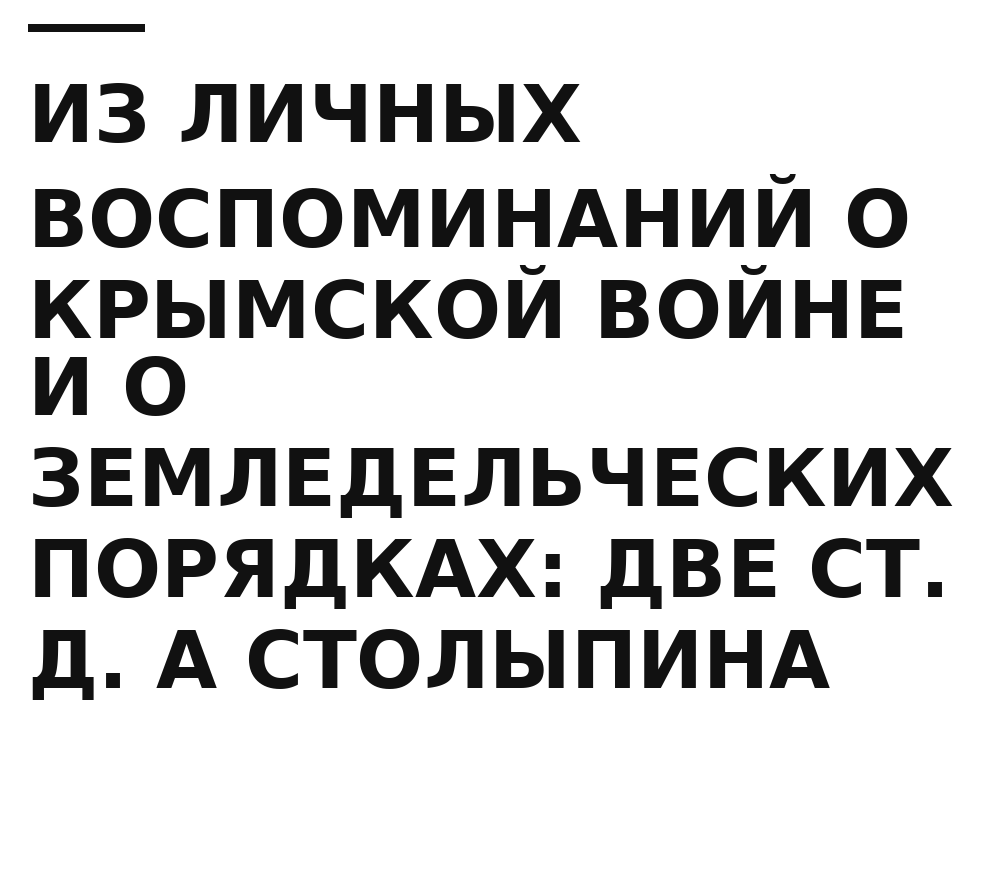 ИЗ ЛИЧНЫХ
ВОСПОМИНАНИЙ О
КРЫМСКОЙ ВОЙНЕ
И О
ЗЕМЛЕДЕЛЬЧЕСКИХ
ПОРЯДКАХ: ДВЕ СТ.
Д. А СТОЛЫПИНА